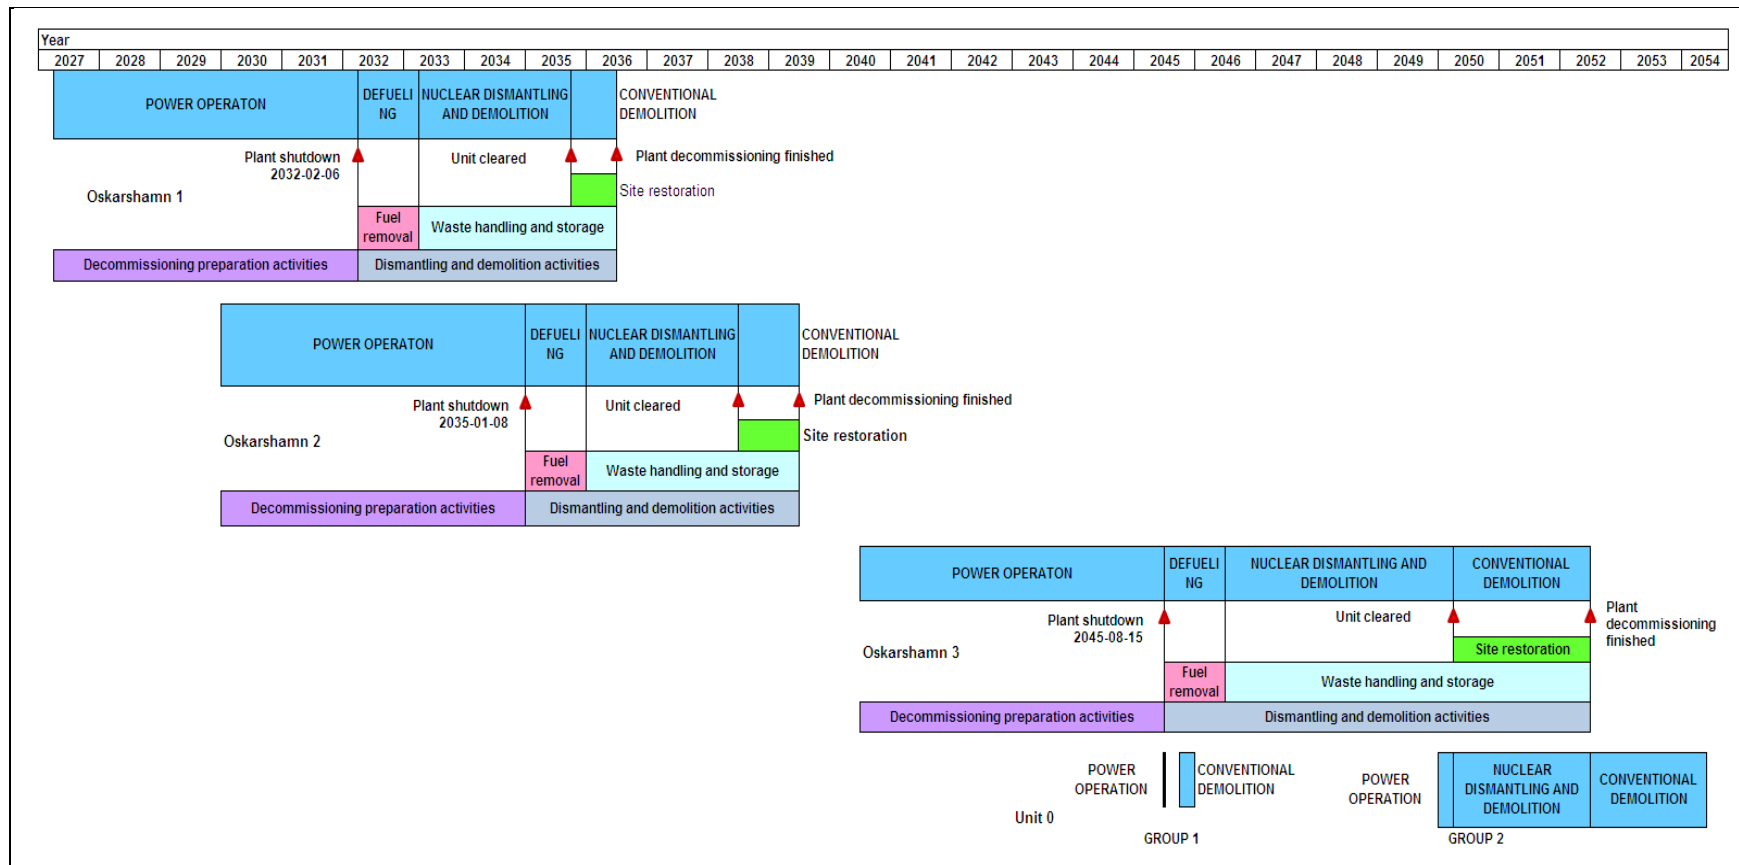 Year
2027 2028 2029 2030 2031 2032 2033 2034 2035 2036 2037 2038 2039 2040 2041 2042 2043 2044 2045 2046 2047 2048 2049 2050 2051 2052 2053 2054
POWER OPERATON
DEFUELI
NG
NUCLEAR DISMANTLING
AND DEMOLITION
CONVENTIONAL
DEMOLITION
Plant shutdown
2032-02-06
Unit cleared
Plant decommissioning finished
Oskarshamn 1
Site restoration
Fuel
removal
Waste handling and storage
Decommissioning preparation activities
Dismantling and demolition activities
POWER OPERATON
DEFUELI
NG
NUCLEAR DISMANTLING
AND DEMOLITION
CONVENTIONAL
DEMOLITION
Plant shutdown
2035-01-08
Unit cleared
Plant decommissioning finished
Oskarshamn 2
Site restoration
Fuel
removal
Waste handling and storage
Decommissioning preparation activities
Dismantling and demolition activities
POWER OPERATON
DEFUELI
NG
NUCLEAR DISMANTLING AND
DEMOLITION
CONVENTIONAL
DEMOLITION
Plant shutdown
2045-08-15
Unit cleared
Plant
decommissioning
finished
Oskarshamn 3
Site restoration
Fuel
removal
Waste handling and storage
Decommissioning preparation activities
Dismantling and demolition activities
POWER
OPERATION
CONVENTIONAL
DEMOLITION
POWER
OPERATION
NUCLEAR
DISMANTLING AND
DEMOLITION
CONVENTIONAL
DEMOLITION
Unit 0
GROUP 1
GROUP 2